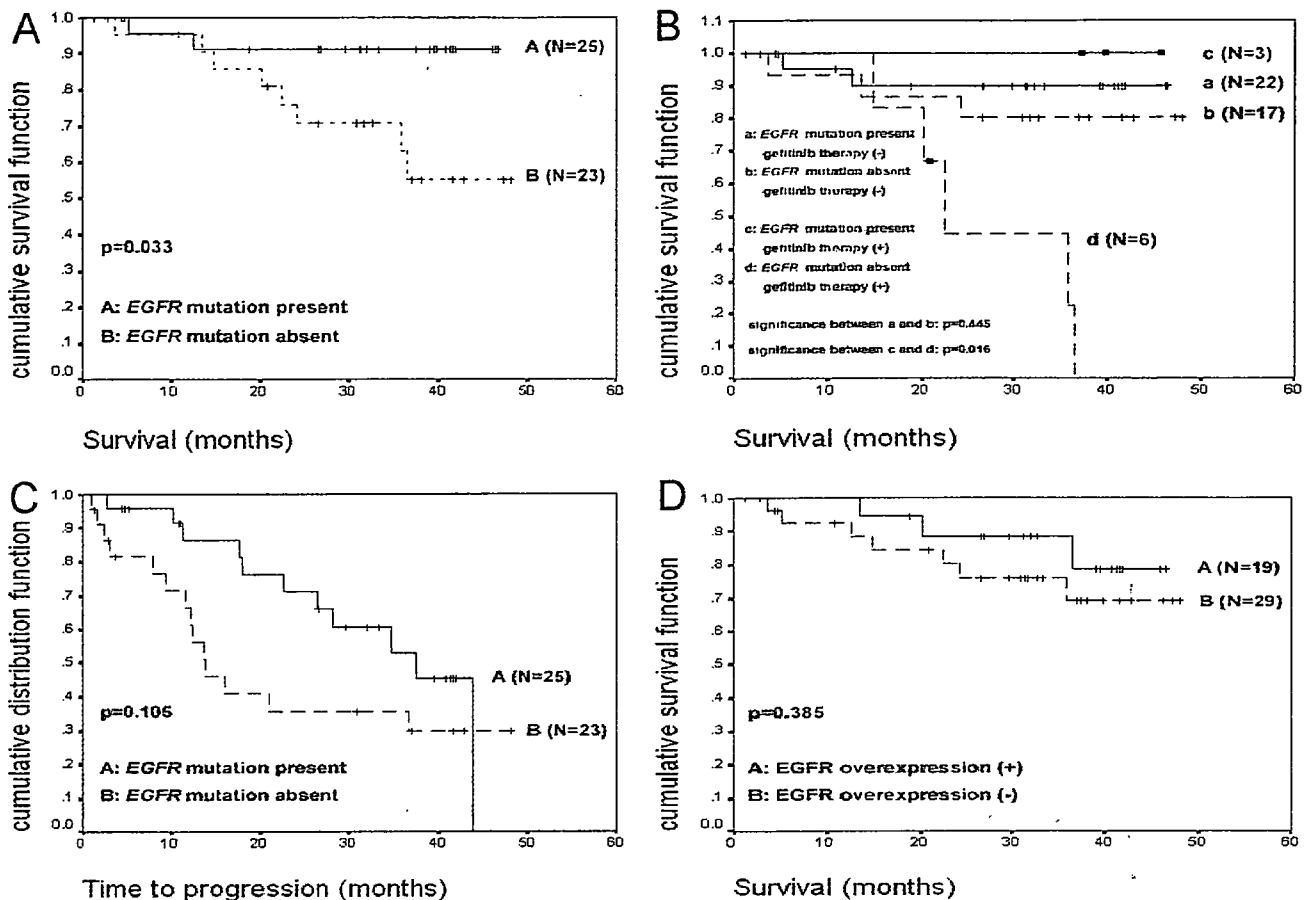 A
cumulative survival function
1.0
.9
.8
.7
.6
.5
.4
.3
.2
.1
0.0
0 10 20 30 40 50 60
Survival (months)
A (N=25)
B (N=23)
p=0.033
A: EGFR mutation present
B: EGFR mutation absent
B
cumulative survival function
1.1
1.0
.9
.8
.7
.6
.5
.4
.3
.2
.1
0.0
0 10 20 30 40 50 60
Survival (months)
c (N=3)
a (N=22)
b (N=17)
d (N=6)
a: EGFR mutation present
gefitinib therapy (-)
b: EGFR mutation absent
gefitinib therapy (-)
c: EGFR mutation present
gefitinib therapy (+)
d: EGFR mutation absent
gefitinib therapy (+)
significance between a and b: p=0.445
significance between c and d: p=0.016
C
cumulative distribution function
1.0
.9
.8
.7
.6
.5
.4
.3
.2
.1
0.0
0 10 20 30 40 50 60
Time to progression (months)
A (N=25)
B (N=23)
p=0.105
A: EGFR mutation present
B: EGFR mutation absent
D
cumulative survival function
1.0
.9
.8
.7
.6
.5
.4
.3
.2
.1
0.0
0 10 20 30 40 50 60
Survival (months)
A (N=19)
B (N=29)
p=0.385
A: EGFR overexpression (+)
B: EGFR overexpression (-)